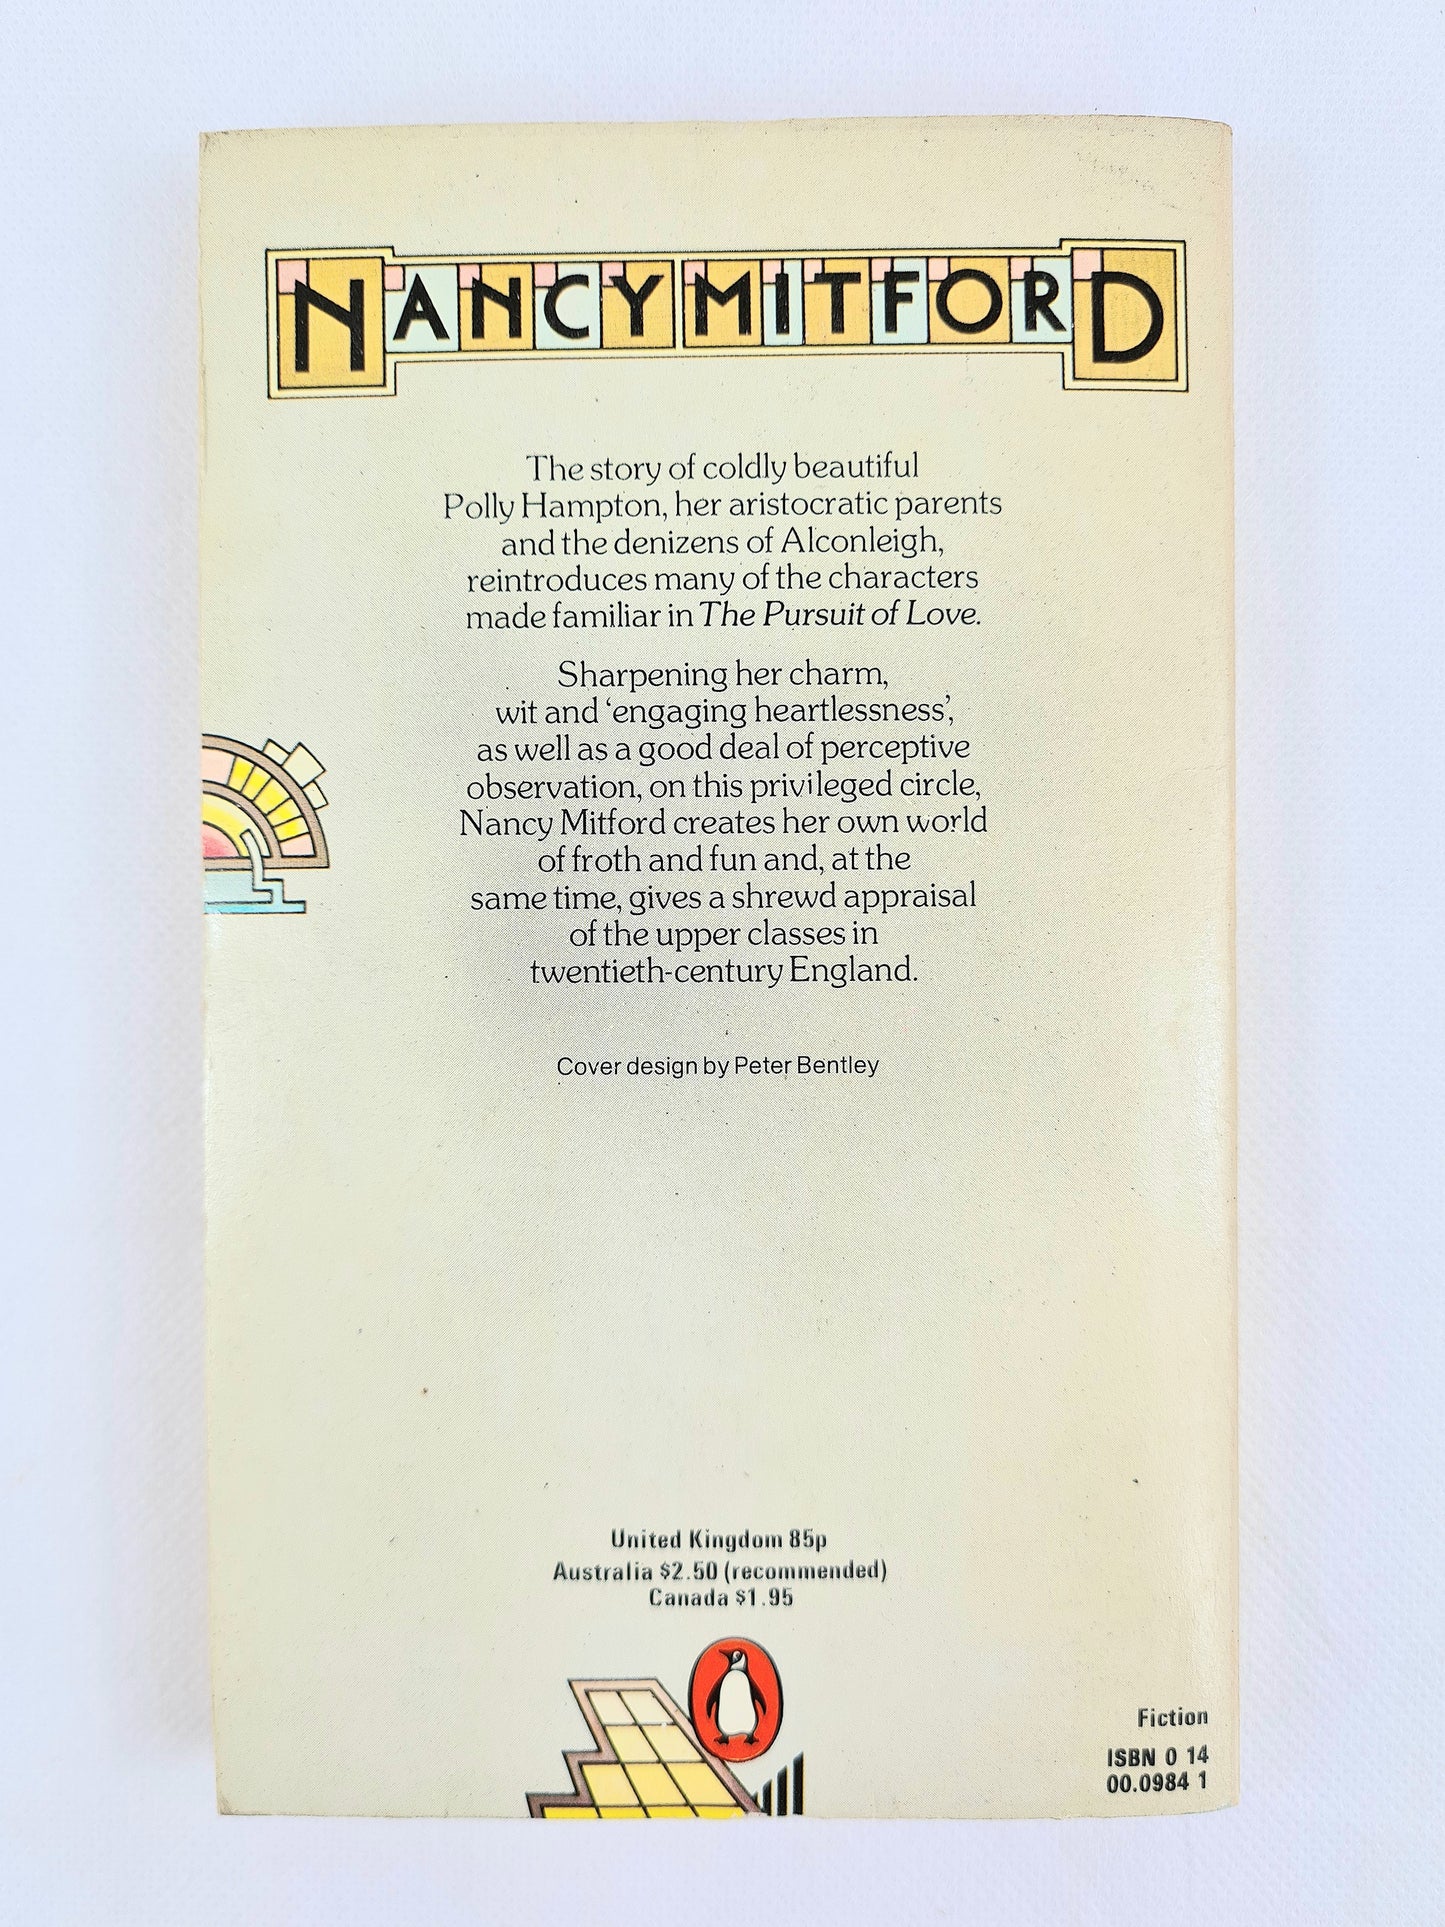 NANCY MITFORD
The story of coldly beautiful
Polly Hampton, her aristocratic parents
and the denizens of Alconleigh,
reintroduces many of the characters
made familiar in The Pursuit of Love.
Sharpening her charm,
wit and ‘engaging heartlessness’,
as well as a good deal of perceptive
observation, on this privileged circle,
Nancy Mitford creates her own world
of froth and fun and, at the
same time, gives a shrewd appraisal
of the upper classes in
twentieth-century England.
Cover design by Peter Bentley
United Kingdom 85p
Australia $2.50 (recommended)
Canada $1.95
Fiction
ISBN 0 14
00.0984 1